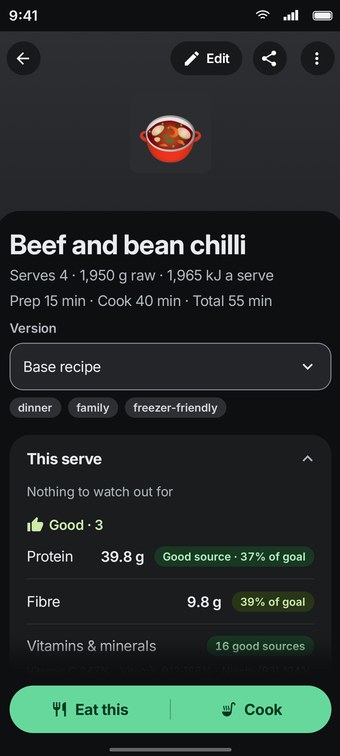 9:41
Edit
Beef and bean chilli
Serves 4 · 1,950 g raw · 1,965 kJ a serve
Prep 15 min · Cook 40 min · Total 55 min
Version
Base recipe
dinner family freezer-friendly
This serve
Nothing to watch out for
Good · 3
Protein 39.8 g Good source · 37% of goal
Fibre 9.8 g 39% of goal
Vitamins & minerals 16 good sources
Eat this Cook